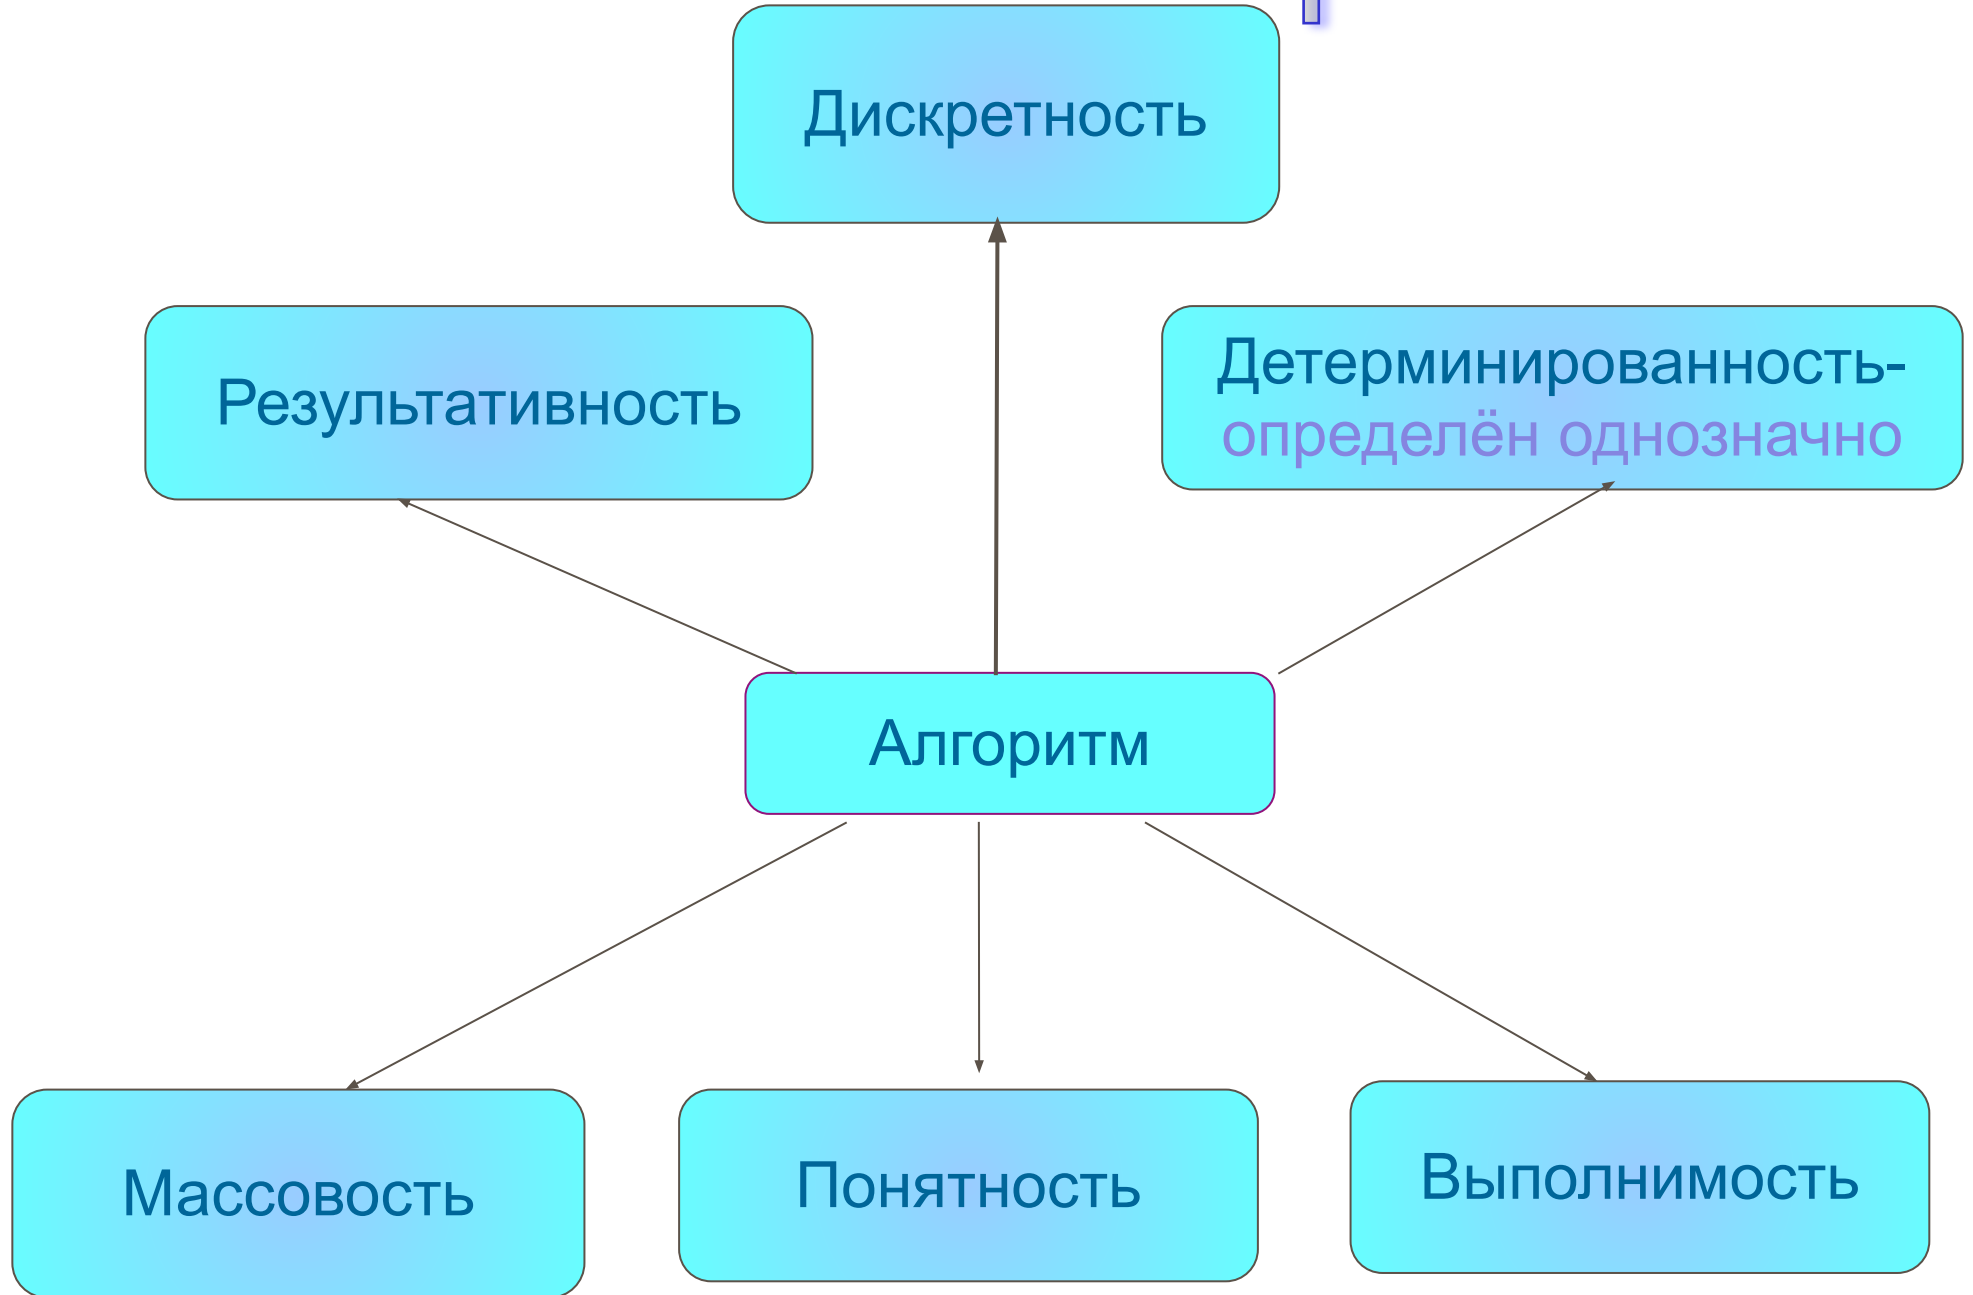 Дискретность
Результативность
Детерминированность-
определён однозначно
Алгоритм
Массовость
Понятность
Выполнимость